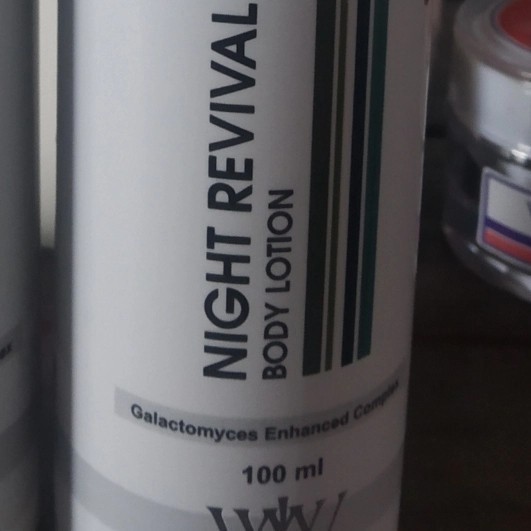 NIGHT REVIVAL
BODY LOTION
Galactomyces Enhanced Complex
100 ml